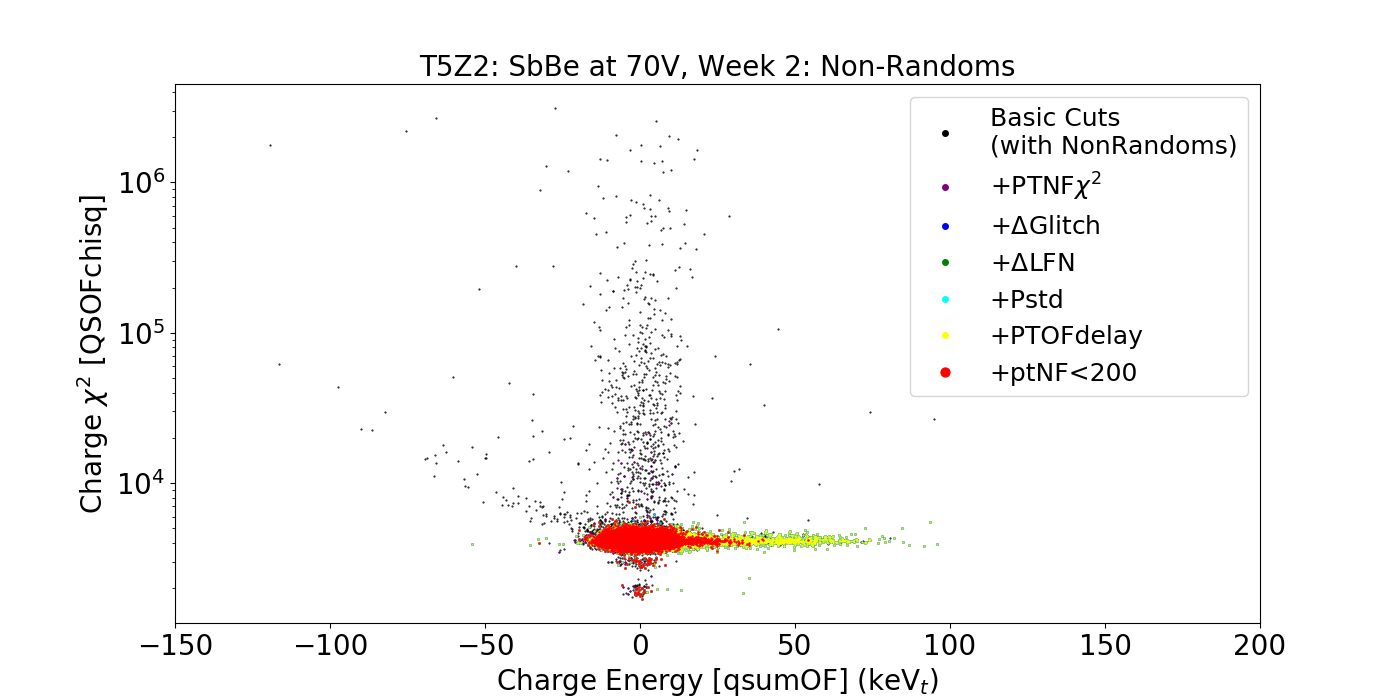 T5Z2: SbBe at 70V, Week 2: Non-Randoms
Charge χ² [QSOFchisq]
10⁶
10⁵
10⁴
Basic Cuts
(with NonRandoms)
+PTNFχ²
+ΔGlitch
+ΔLFN
+Pstd
+PTOFdelay
+ptNF<200
−150 −100 −50 0 50 100 150 200
Charge Energy [qsumOF] (keVₜ)